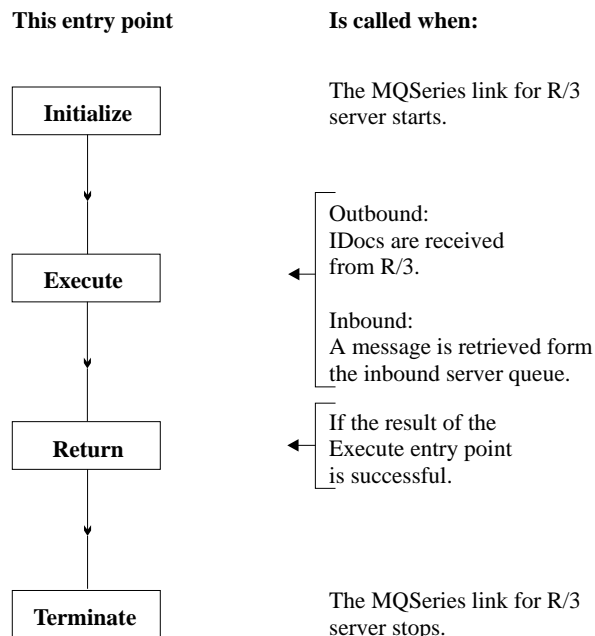 This entry point
Is called when:
Initialize
The MQSeries link for R/3
server starts.
Execute
Outbound:
IDocs are received
from R/3.
Inbound:
A message is retrieved form
the inbound server queue.
Return
If the result of the
Execute entry point
is successful.
Terminate
The MQSeries link for R/3
server stops.